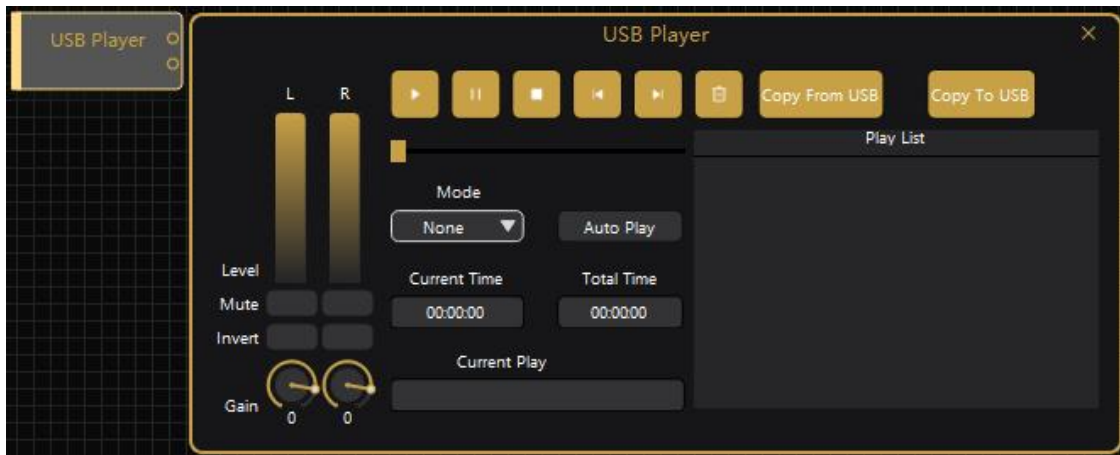 USB Player
USB Player
L R
Copy From USB Copy To USB
Play List
Mode
None Auto Play
Level
Current Time Total Time
Mute
00:00:00 00:00:00
Invert
Current Play
Gain
0 0